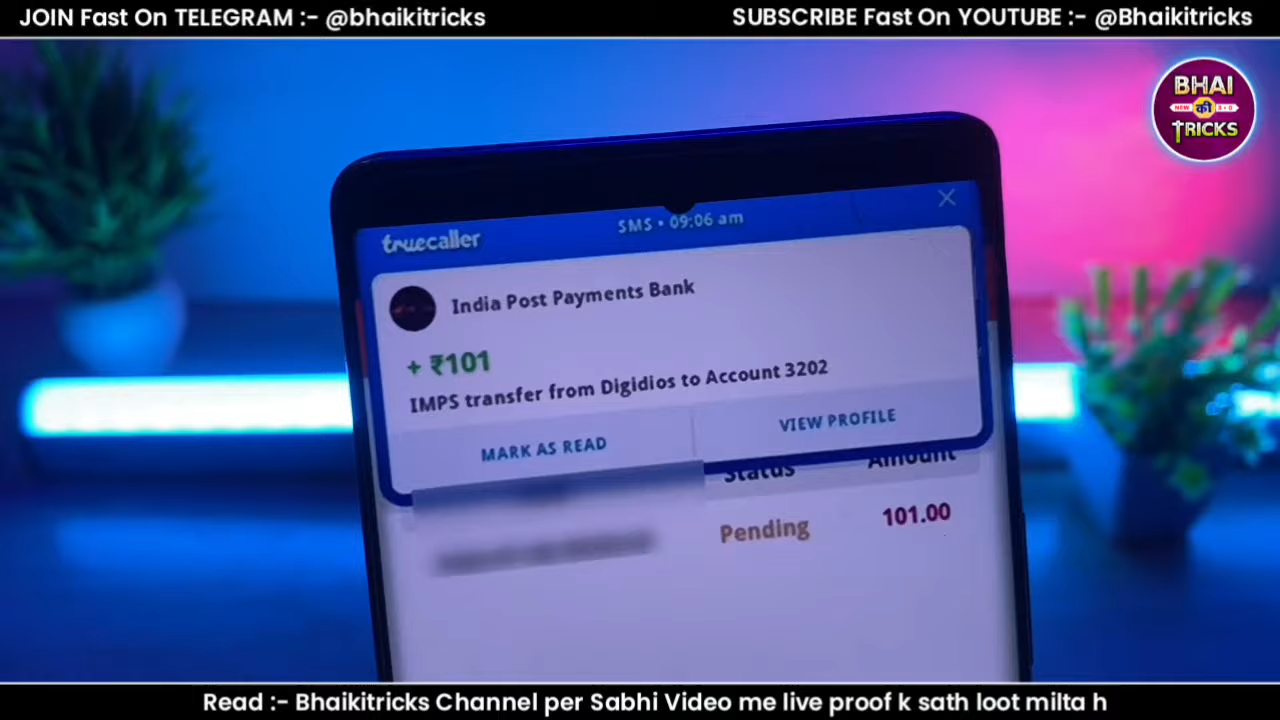 JOIN Fast On TELEGRAM :- @bhaikitricks
SUBSCRIBE Fast On YOUTUBE :- @Bhaikitricks
BHAI
NEW की
TRICKS
truecaller
SMS • 09:06 am
India Post Payments Bank
+ ₹101
IMPS transfer from Digidios to Account 3202
MARK AS READ
VIEW PROFILE
Status Amount
Pending 101.00
Read :- Bhaikitricks Channel per Sabhi Video me live proof k sath loot milta h